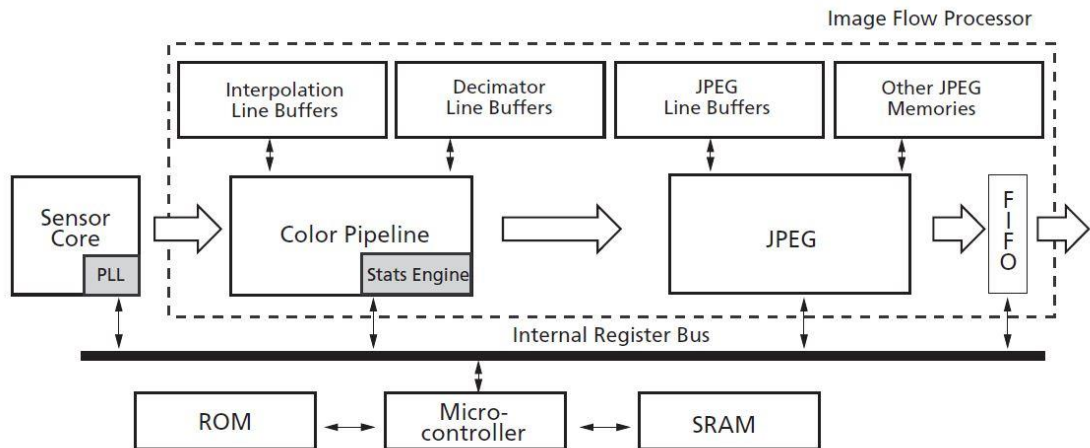 Image Flow Processor
Interpolation
Line Buffers
Decimator
Line Buffers
JPEG
Line Buffers
Other JPEG
Memories
Sensor
Core
PLL
Color Pipeline
Stats Engine
JPEG
F
I
F
O
Internal Register Bus
ROM
Micro-
controller
SRAM